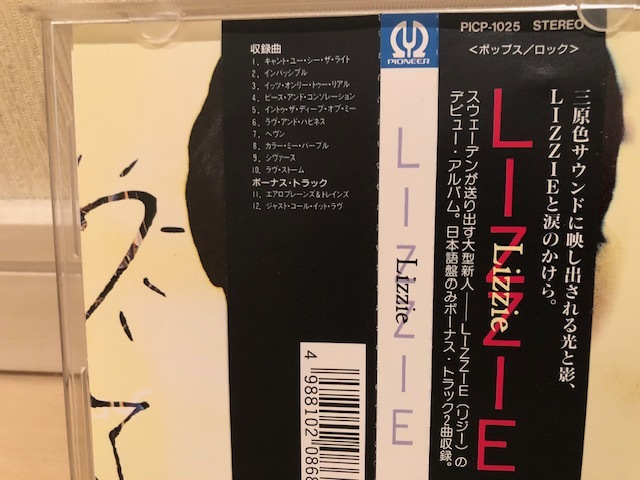 収録曲
1. キャント・ユー・シー・ザ・ライト
2. インパッシブル
3. イッツ・オンリー・トゥー・リアル
4. ピース・アンド・コンソレーション
5. イントゥ・ザ・ディープ・オブ・ミー
6. ラヴ・アンド・ハピネス
7. ヘヴン
8. カラー・ミー・パープル
9. シヴァース
10. ラヴ・ストーム
ボーナス・トラック
11. エアロプレーンズ&トレインズ
12. ジャスト・コール・イット・ラヴ
4 988102 0868
PIONEER
LIZZIE
Lizzie
PICP-1025 STEREO
<ポップス/ロック>
三原色サウンドに映し出される光と影、
LIZZIEと涙のかけら。
LIZZIE
Lizzie
スウェーデンが送り出す大型新人――LIZZIE(リジー)の
デビュー・アルバム。日本語盤のみボーナス・トラック2曲収録。